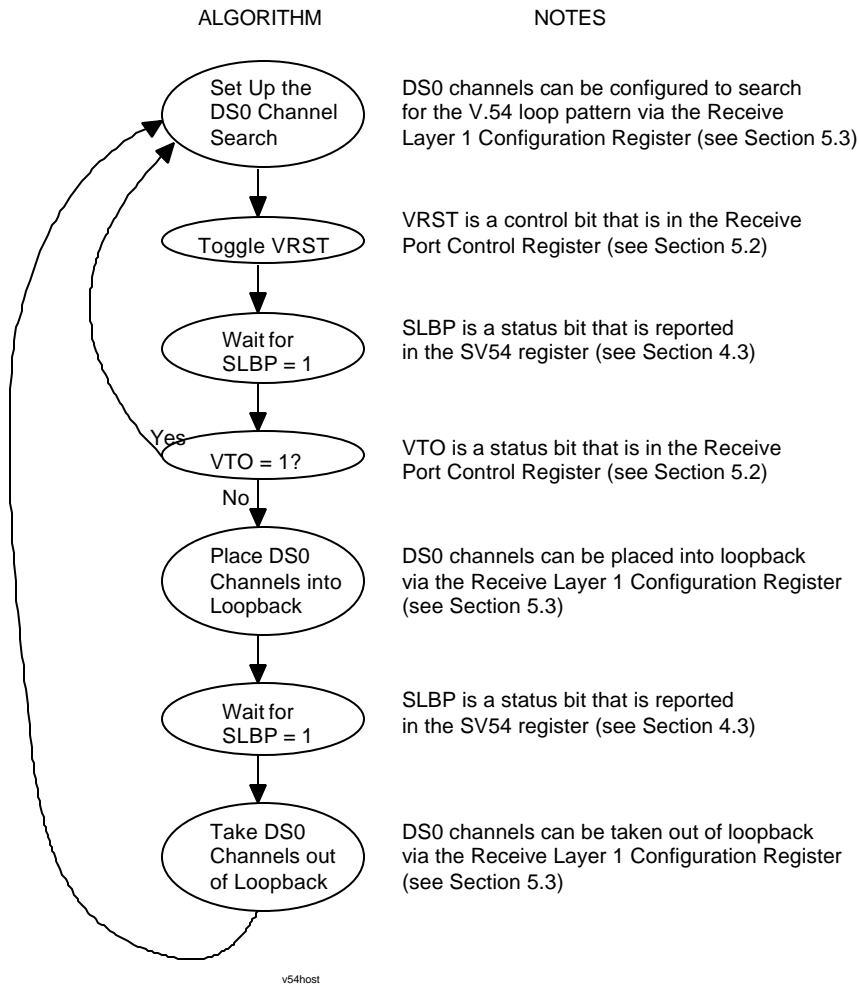 ALGORITHM NOTES
Set Up the
DS0 Channel
Search
DS0 channels can be configured to search
for the V.54 loop pattern via the Receive
Layer 1 Configuration Register (see Section 5.3)
Toggle VRST
VRST is a control bit that is in the Receive
Port Control Register (see Section 5.2)
Wait for
SLBP = 1
SLBP is a status bit that is reported
in the SV54 register (see Section 4.3)
Yes
VTO = 1?
VTO is a status bit that is in the Receive
Port Control Register (see Section 5.2)
No
Place DS0
Channels into
Loopback
DS0 channels can be placed into loopback
via the Receive Layer 1 Configuration Register
(see Section 5.3)
Wait for
SLBP = 1
SLBP is a status bit that is reported
in the SV54 register (see Section 4.3)
Take DS0
Channels out
of Loopback
DS0 channels can be taken out of loopback
via the Receive Layer 1 Configuration Register
(see Section 5.3)
v54host